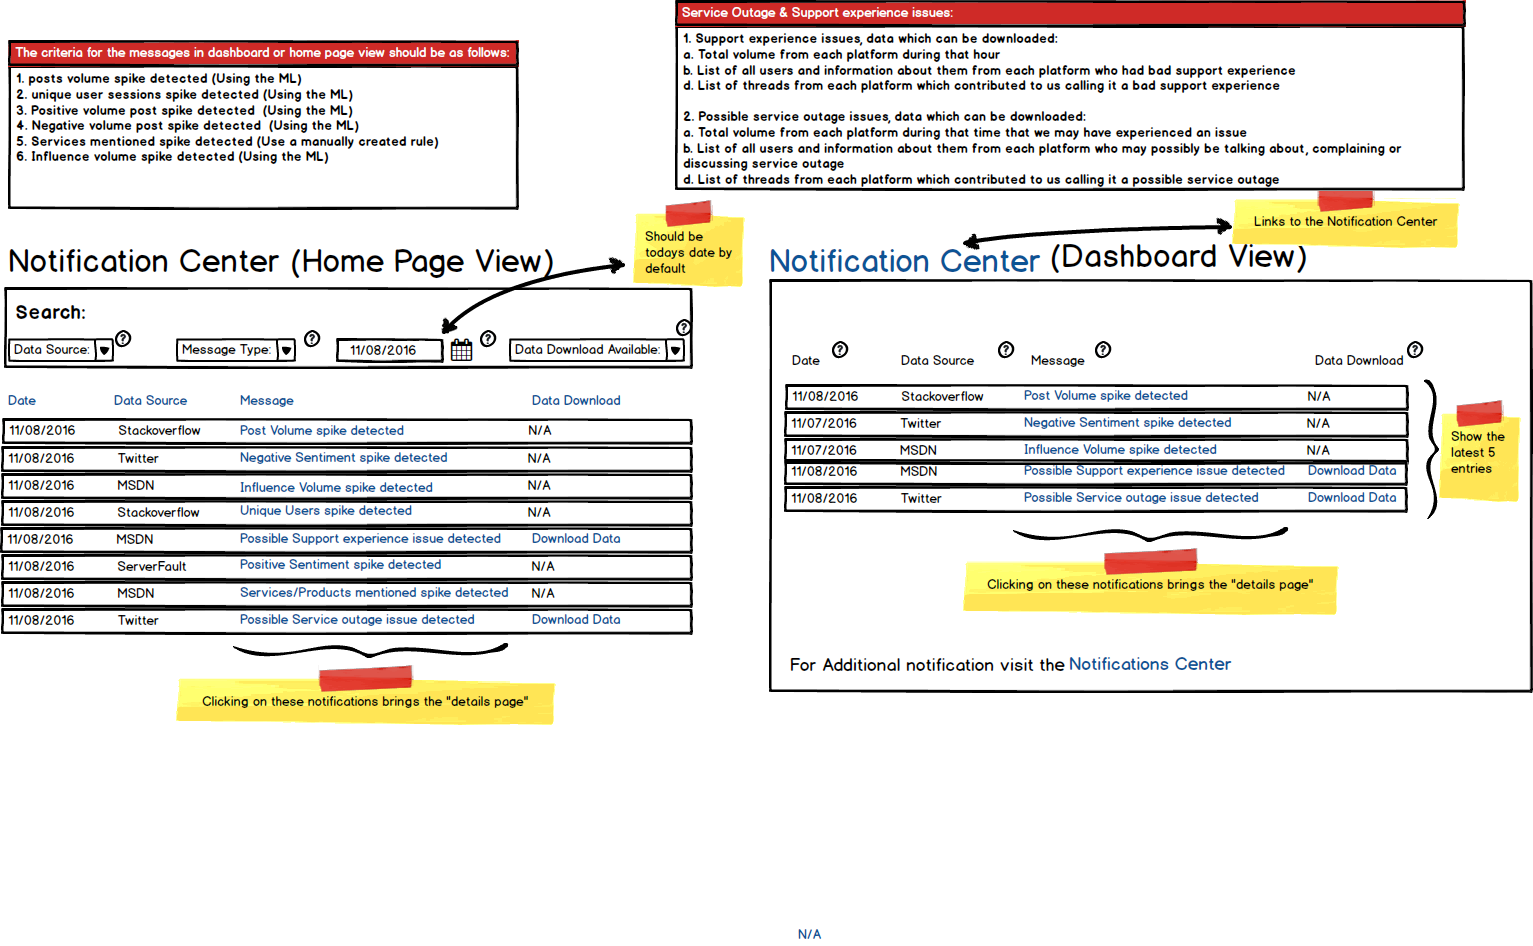 Service Outage & Support experience issues:
1. Support experience issues, data which can be downloaded:
a. Total volume from each platform during that hour
b. List of all users and information about them from each platform who had bad support experience
d. List of threads from each platform which contributed to us calling it a bad support experience
2. Possible service outage issues, data which can be downloaded:
a. Total volume from each platform during that time that we may have experienced an issue
b. List of all users and information about them from each platform who may possibly be talking about, complaining or
discussing service outage
d. List of threads from each platform which contributed to us calling it a possible service outage
The criteria for the messages in dashboard or home page view should be as follows:
1. posts volume spike detected (Using the ML)
2. unique user sessions spike detected (Using the ML)
3. Positive volume post spike detected  (Using the ML)
4. Negative volume post spike detected  (Using the ML)
5. Services mentioned spike detected (Use a manually created rule)
6. Influence volume spike detected (Using the ML)
Should be
todays date by
default
Links to the Notification Center
Notification Center (Home Page View)
Search:
Data Source: ? Message Type: ? 11/08/2016 ? Data Download Available: ?
Date Data Source Message Data Download
11/08/2016 Stackoverflow Post Volume spike detected N/A
11/08/2016 Twitter Negative Sentiment spike detected N/A
11/08/2016 MSDN Influence Volume spike detected N/A
11/08/2016 Stackoverflow Unique Users spike detected N/A
11/08/2016 MSDN Possible Support experience issue detected Download Data
11/08/2016 ServerFault Positive Sentiment spike detected N/A
11/08/2016 MSDN Services/Products mentioned spike detected N/A
11/08/2016 Twitter Possible Service outage issue detected Download Data
Clicking on these notifications brings the "details page"
Notification Center (Dashboard View)
Date ? Data Source ? Message ? Data Download ?
11/08/2016 Stackoverflow Post Volume spike detected N/A
11/07/2016 Twitter Negative Sentiment spike detected N/A
11/07/2016 MSDN Influence Volume spike detected N/A
11/08/2016 MSDN Possible Support experience issue detected Download Data
11/08/2016 Twitter Possible Service outage issue detected Download Data
Show the
latest 5
entries
Clicking on these notifications brings the "details page"
For Additional notification visit the Notifications Center
N/A